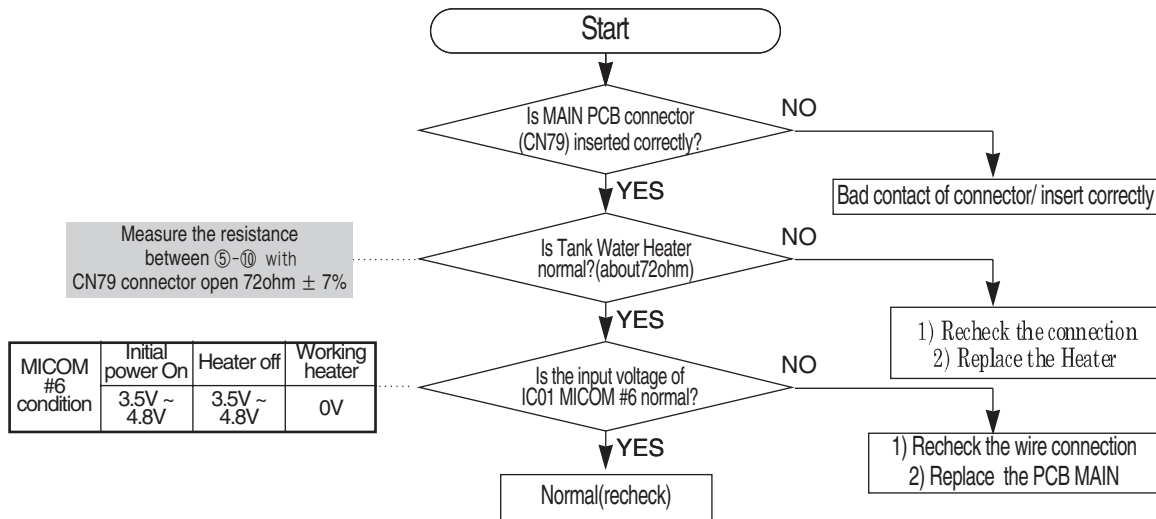 Start
Is MAIN PCB connector
(CN79) inserted correctly?
NO
Bad contact of connector/ insert correctly
YES
Measure the resistance
between ⑤-⑩ with
CN79 connector open 72ohm ± 7%
Is Tank Water Heater
normal?(about72ohm)
NO
1) Recheck the connection
2) Replace the Heater
YES
MICOM
#6
condition
Initial
power On
Heater off
Working
heater
3.5V ~
4.8V
3.5V ~
4.8V
0V
Is the input voltage of
IC01 MICOM #6 normal?
NO
1) Recheck the wire connection
2) Replace the PCB MAIN
YES
Normal(recheck)